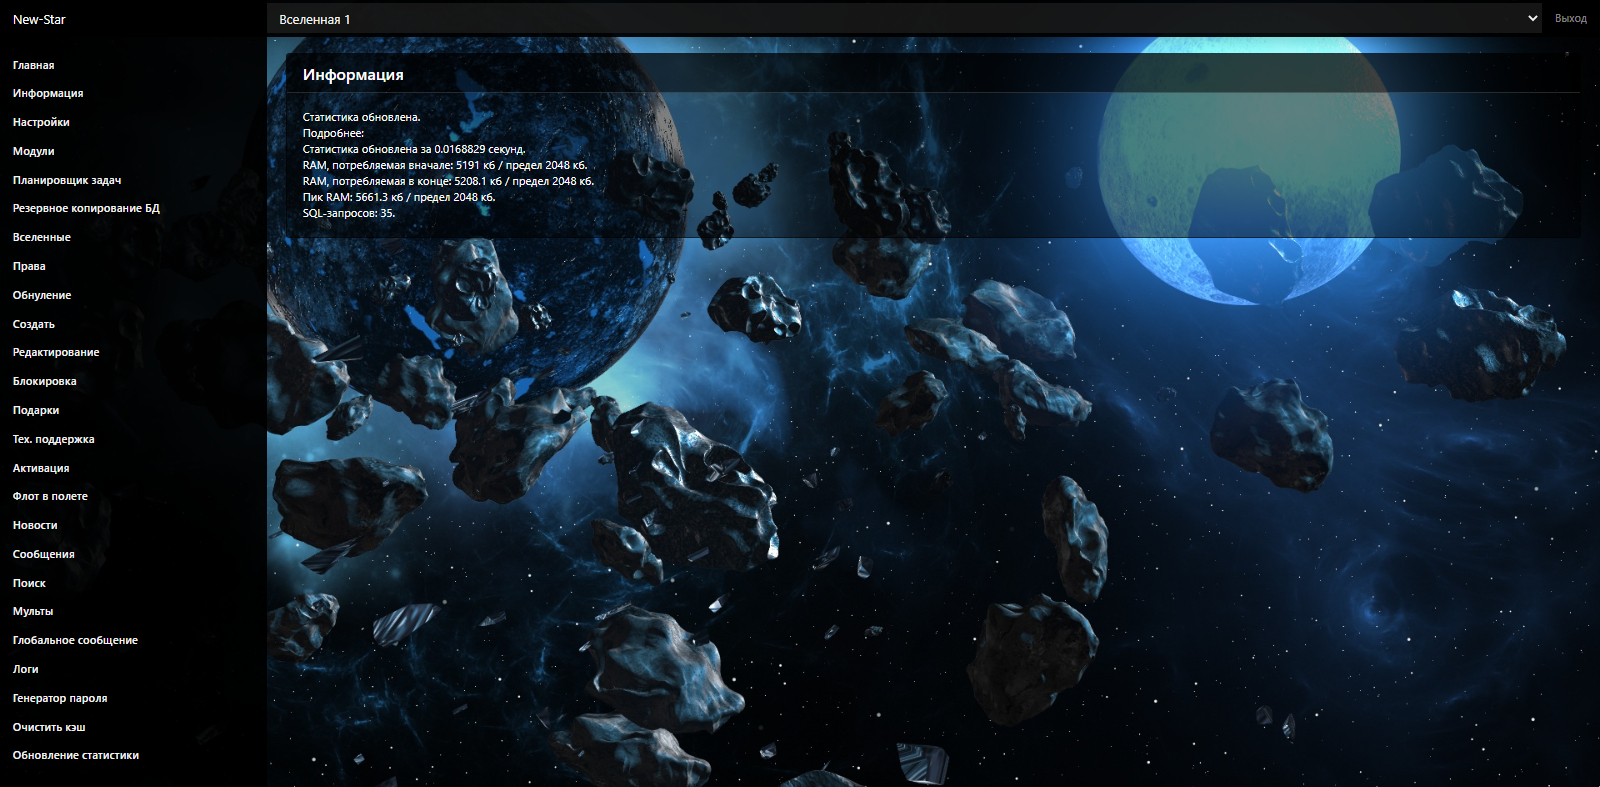 New-Star
Вселенная 1
Выход
Главная
Информация
Настройки
Модули
Планировщик задач
Резервное копирование БД
Вселенные
Права
Обнуление
Создать
Редактирование
Блокировка
Подарки
Тех. поддержка
Активация
Флот в полете
Новости
Сообщения
Поиск
Мульты
Глобальное сообщение
Логи
Генератор пароля
Очистить кэш
Обновление статистики
Информация
Статистика обновлена.
Подробнее:
Статистика обновлена за 0.0168829 секунд.
RAM, потребляемая вначале: 5191 кб / предел 2048 кб.
RAM, потребляемая в конце: 5208.1 кб / предел 2048 кб.
Пик RAM: 5661.3 кб / предел 2048 кб.
SQL-запросов: 35.